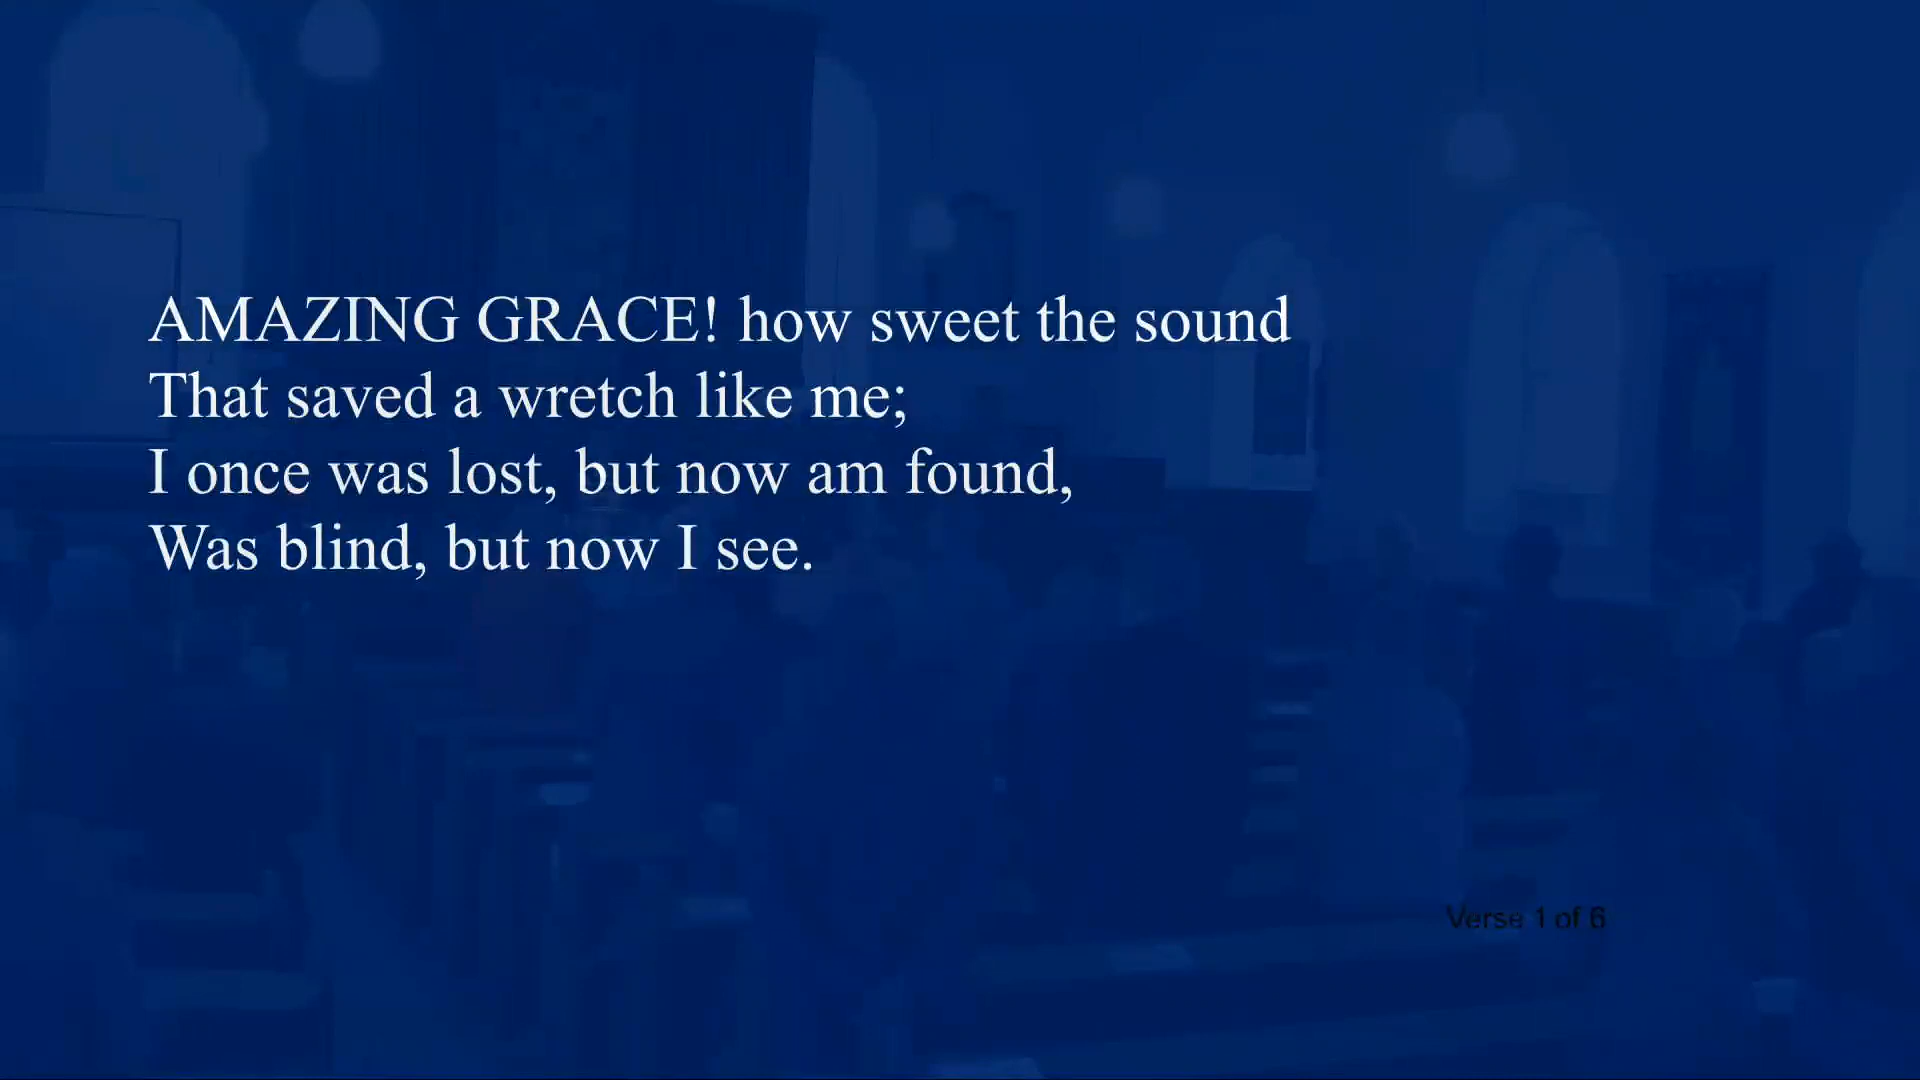 AMAZING GRACE! how sweet the sound
That saved a wretch like me;
I once was lost, but now am found,
Was blind, but now I see.
Verse 1 of 6